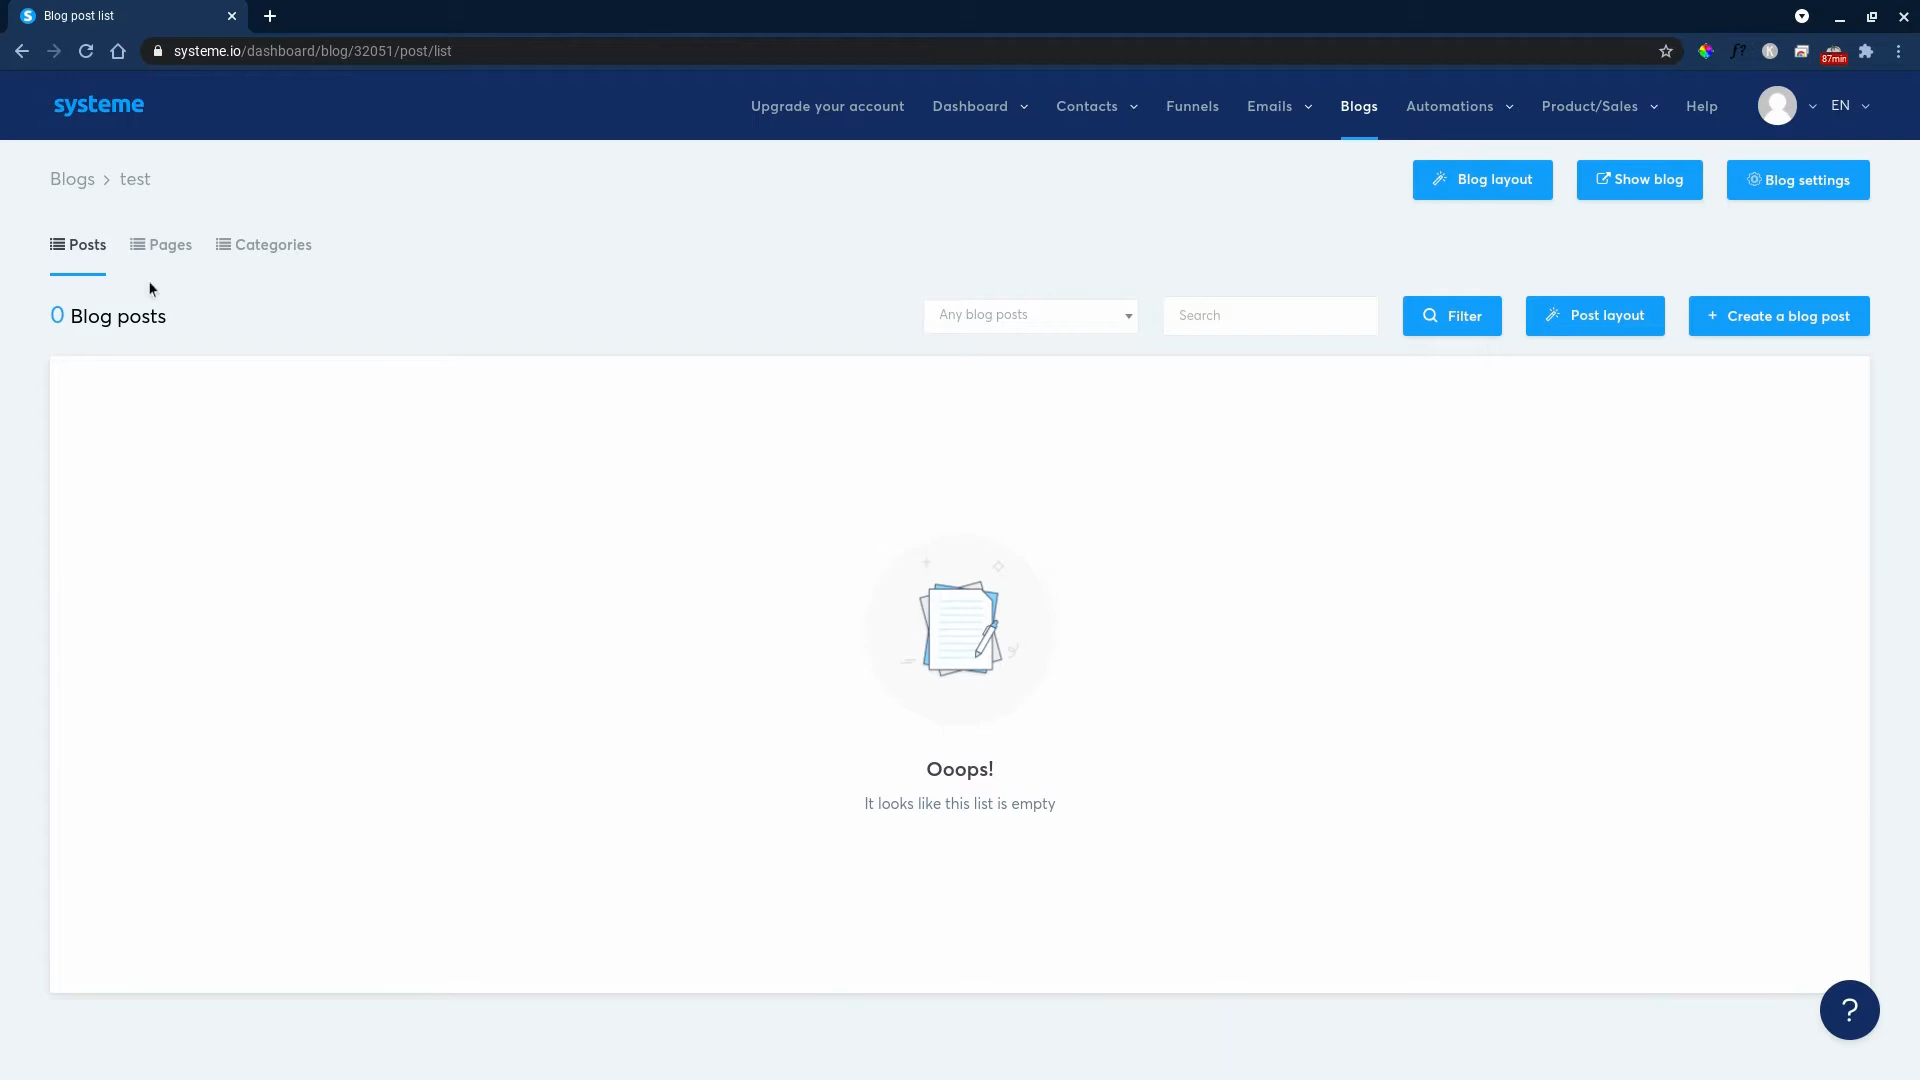 Blog post list
systeme.io/dashboard/blog/32051/post/list
f?
K
87min
systeme
Upgrade your account Dashboard Contacts Funnels Emails Blogs Automations Product/Sales Help EN
Blogs > test
Blog layout Show blog Blog settings
Posts Pages Categories
0 Blog posts
Any blog posts Search Filter Post layout + Create a blog post
Ooops!
It looks like this list is empty
?